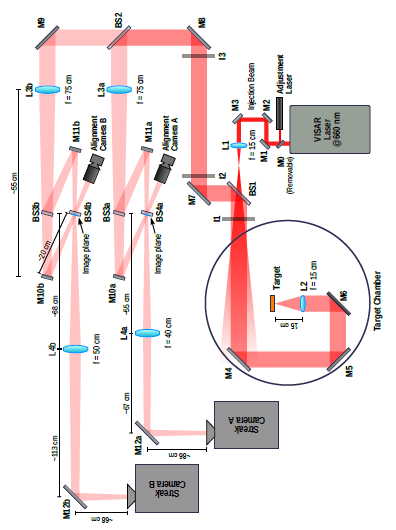 M9
BS2
M8
I3
L3b
f = 75 cm
L3a
f = 75 cm
M3
Injection Beam
M2
Adjustment
Laser
VISAR
Laser
@660 nm
L1
f = 15 cm
M1
M0
(Removable)
~55 cm
M11b
Alignment
Camera B
M11a
Alignment
Camera A
I2
M7
BS1
I1
BS3b
BS4b
BS3a
BS4a
~20 cm
Image plane
Image plane
M10b
M10a
~68 cm
~55 cm
Target
L2
f = 15 cm
15 cm
M6
M4
M5
Target Chamber
L4b
f = 50 cm
L4a
f = 40 cm
~113 cm
~67 cm
M12a
~86 cm
Streak
Camera A
M12b
~68 cm
Streak
Camera B